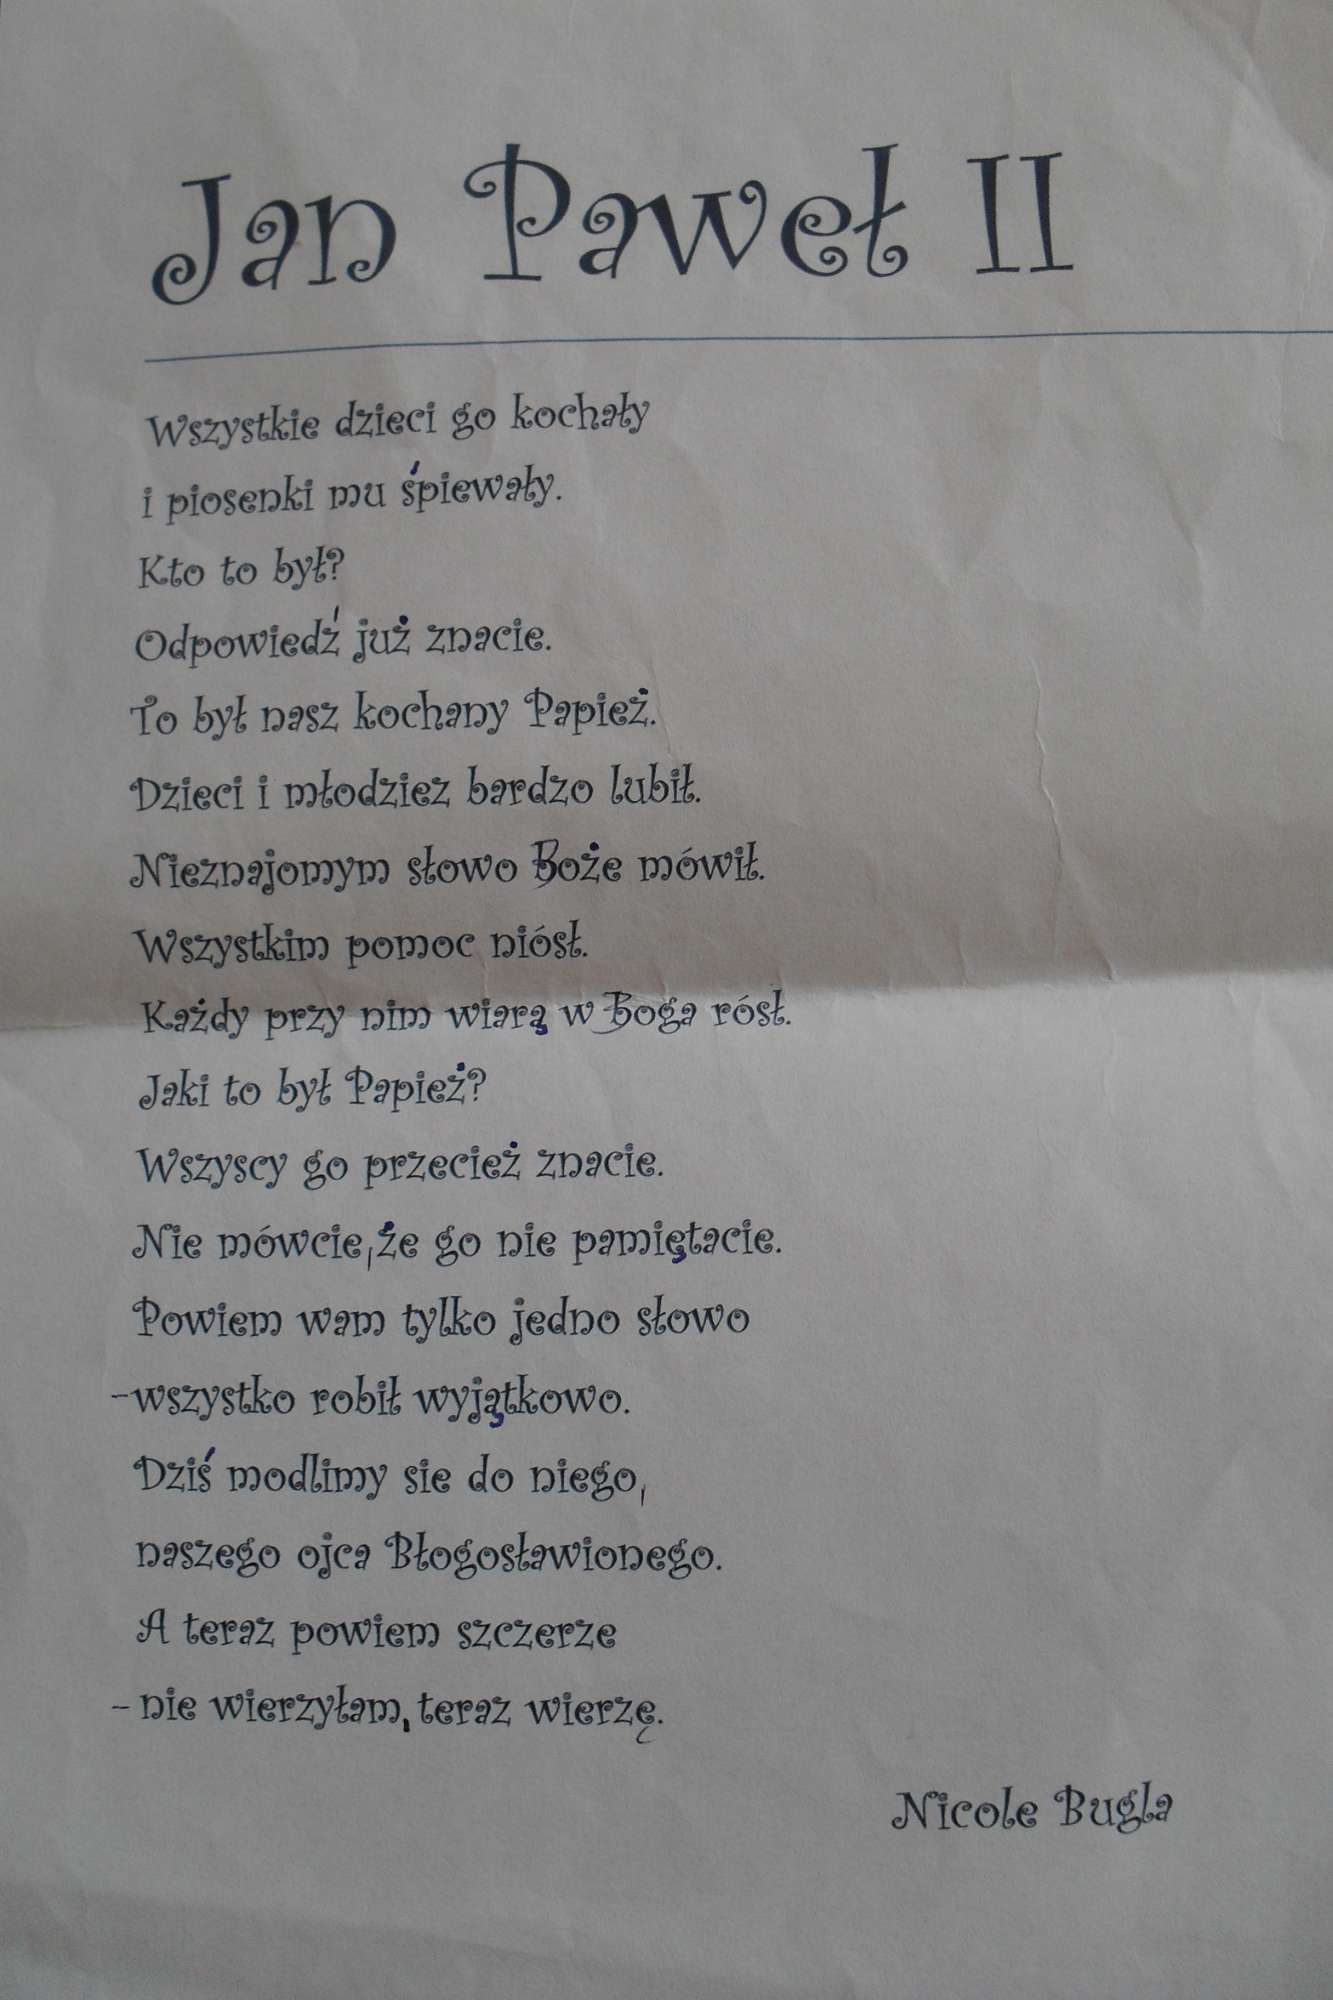 Jan Paweł II
Wszystkie dzieci go kochały
i piosenki mu śpiewały.
Kto to był?
Odpowiedź już znacie.
To był nasz kochany Papież.
Dzieci i młodziez bardzo lubił.
Nieznajomym słowo Boże mówił.
Wszystkim pomoc niósł.
Każdy przy nim wiarą w Boga rósł.
Jaki to był Papież?
Wszyscy go przecież znacie.
Nie mówcie, że go nie pamiętacie.
Powiem wam tylko jedno słowo
-wszystko robił wyjątkowo.
Dziś modlimy sie do niego,
naszego ojca Błogosławionego.
A teraz powiem szczerze
- nie wierzyłam, teraz wierzę.
Nicole Bugla